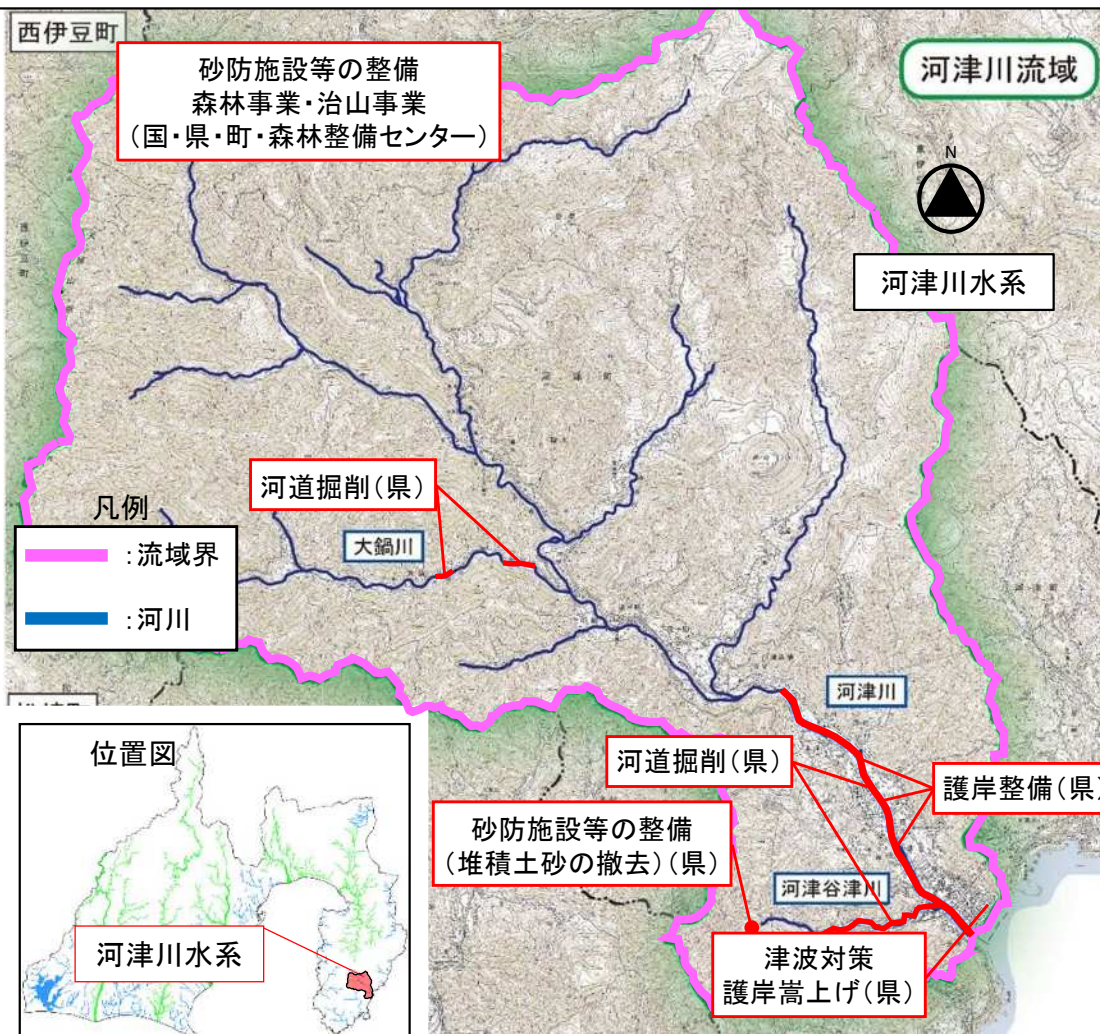 西伊豆町
砂防施設等の整備
森林事業・治山事業
(国・県・町・森林整備センター)
河津川流域
N
河津川水系
河道掘削(県)
凡例
:流域界
:河川
大鍋川
河津川
位置図
河津川水系
河道掘削(県)
護岸整備(県)
砂防施設等の整備
(堆積土砂の撤去)(県)
河津谷津川
津波対策
護岸嵩上げ(県)